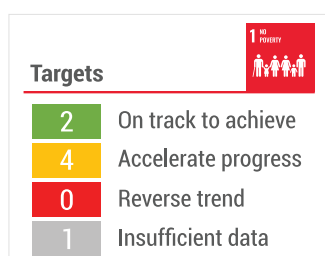 1 NO
POVERTY
Targets
2 On track to achieve
4 Accelerate progress
0 Reverse trend
1 Insufficient data